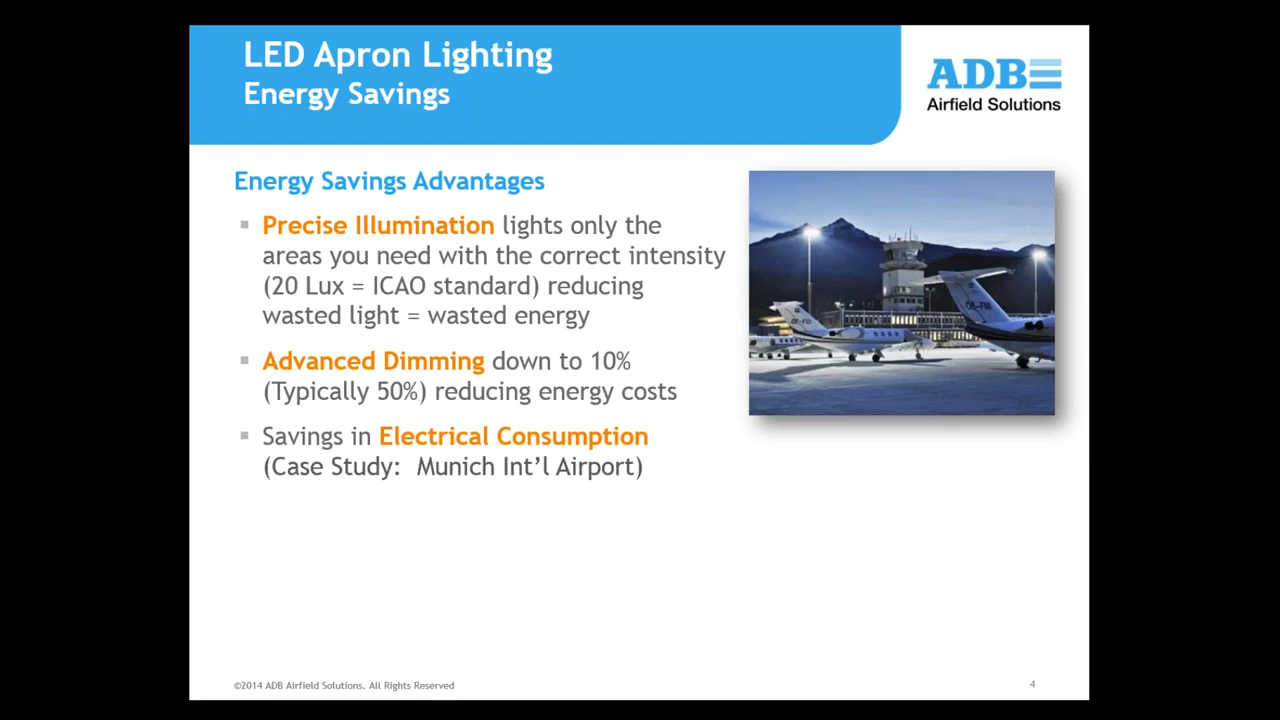 LED Apron Lighting
Energy Savings
ADB
Airfield Solutions
Energy Savings Advantages
▪ Precise Illumination lights only the
areas you need with the correct intensity
(20 Lux = ICAO standard) reducing
wasted light = wasted energy
▪ Advanced Dimming down to 10%
(Typically 50%) reducing energy costs
▪ Savings in Electrical Consumption
(Case Study:  Munich Int’l Airport)
©2014 ADB Airfield Solutions. All Rights Reserved
4